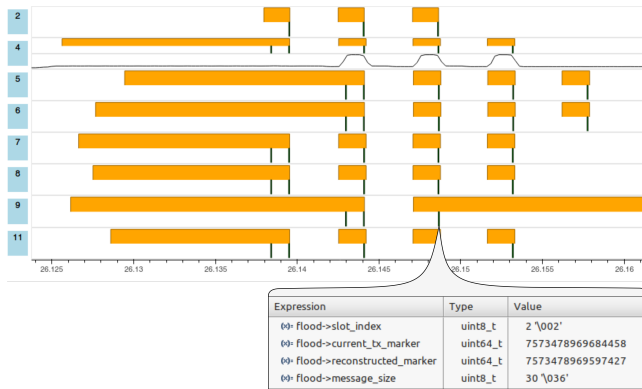 2
4
5
6
7
8
9
11
26.125 26.13 26.135 26.14 26.145 26.15 26.155 26.16
Expression Type Value
(x)= flood->slot_index uint8_t 2 '\002'
(x)= flood->current_tx_marker uint64_t 7573478969684458
(x)= flood->reconstructed_marker uint64_t 7573478969597427
(x)= flood->message_size uint8_t 30 '\036'